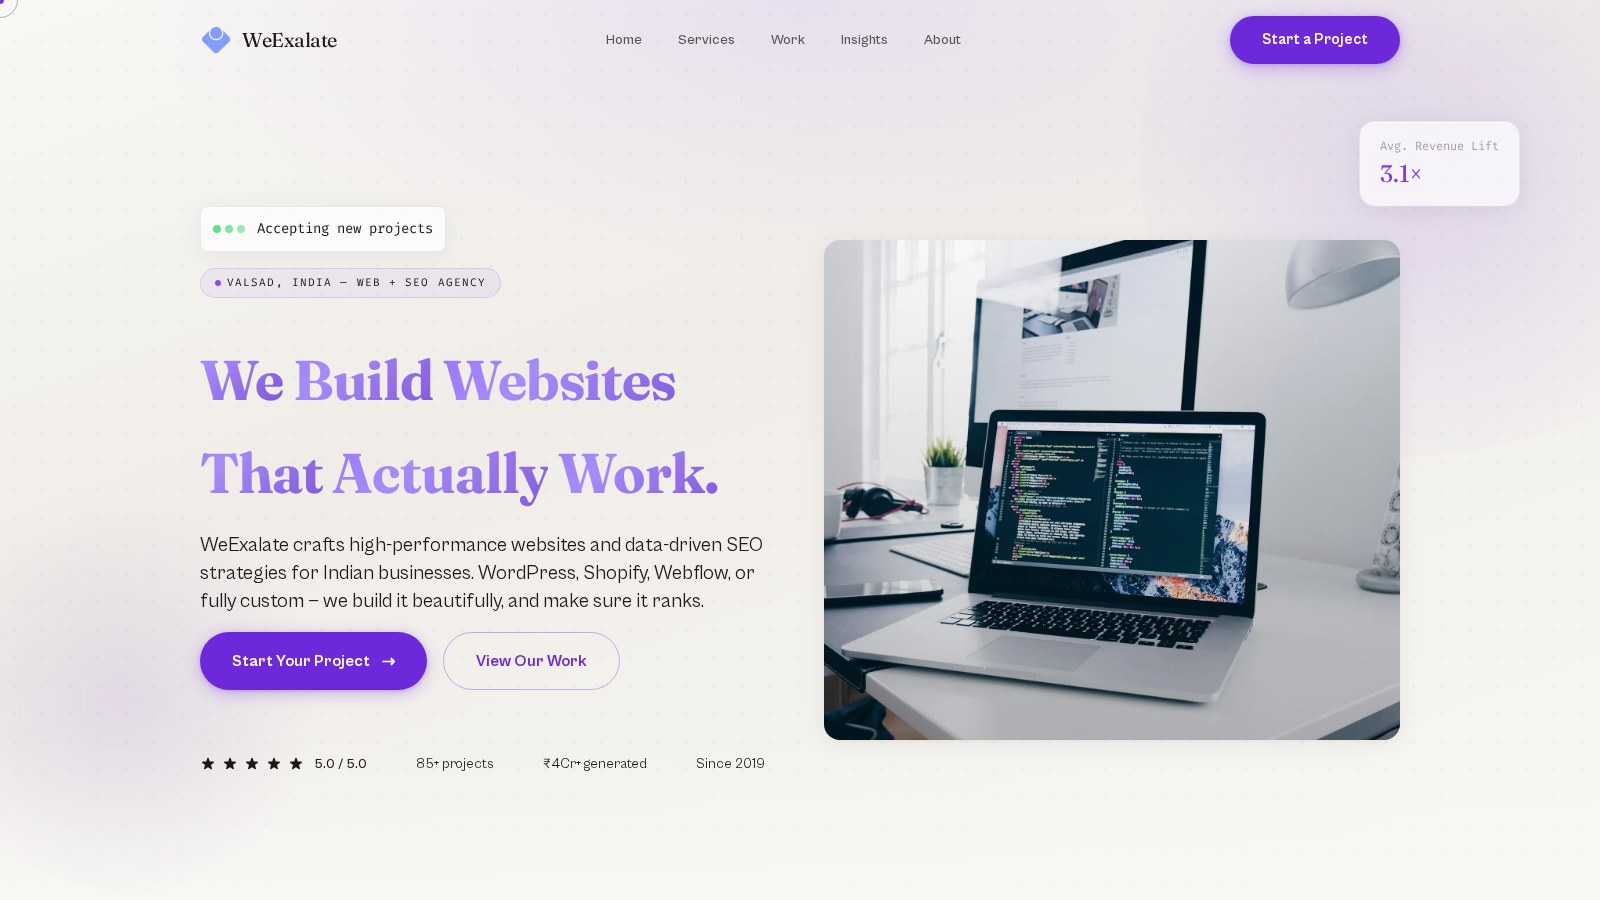 WeExalate
Home
Services
Work
Insights
About
Start a Project
Avg. Revenue Lift
3.1×
Accepting new projects
VALSAD, INDIA — WEB + SEO AGENCY
We Build Websites
That Actually Work.
WeExalate crafts high-performance websites and data-driven SEO
strategies for Indian businesses. WordPress, Shopify, Webflow, or
fully custom — we build it beautifully, and make sure it ranks.
Start Your Project →
View Our Work
★ ★ ★ ★ ★ 5.0 / 5.0
85+ projects
₹4Cr+ generated
Since 2019